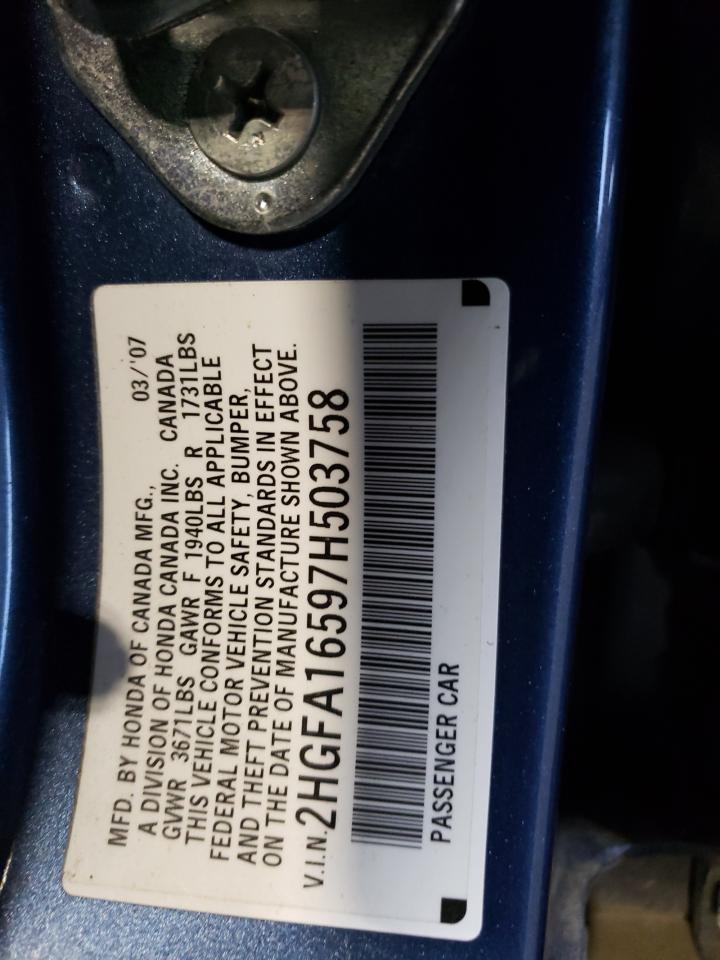 MFD. BY HONDA OF CANADA MFG., 03/'07
A DIVISION OF HONDA CANADA INC. CANADA
GVWR 3671LBS GAWR F 1940LBS R 1731LBS
THIS VEHICLE CONFORMS TO ALL APPLICABLE
FEDERAL MOTOR VEHICLE SAFETY, BUMPER,
AND THEFT PREVENTION STANDARDS IN EFFECT
ON THE DATE OF MANUFACTURE SHOWN ABOVE.
V.I.N. 2HGFA16597H503758
PASSENGER CAR